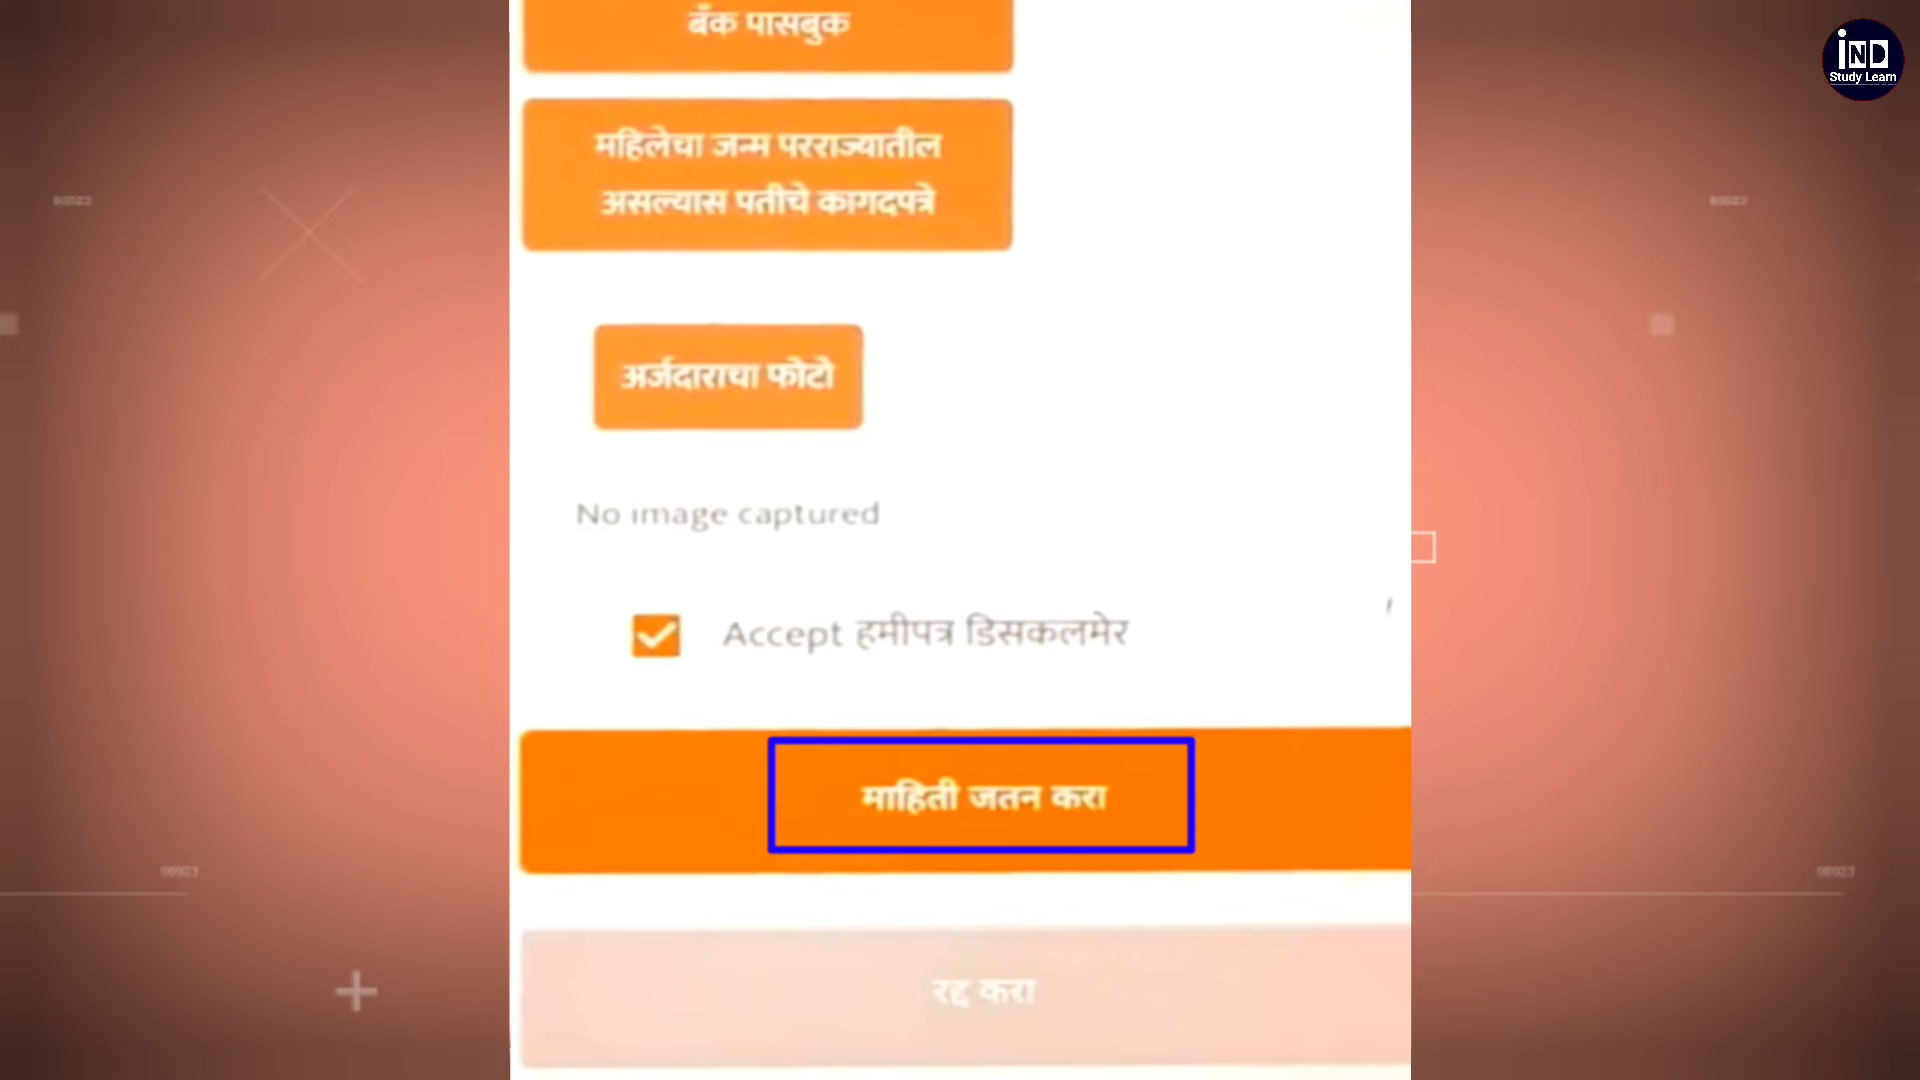 बँक पासबुक
महिलेचा जन्म परराज्यातील
असल्यास पतीचे कागदपत्रे
अर्जदाराचा फोटो
No image captured
Accept हमीपत्र डिसकलमेर
माहिती जतन करा
रद्द करा
iND
Study Learn